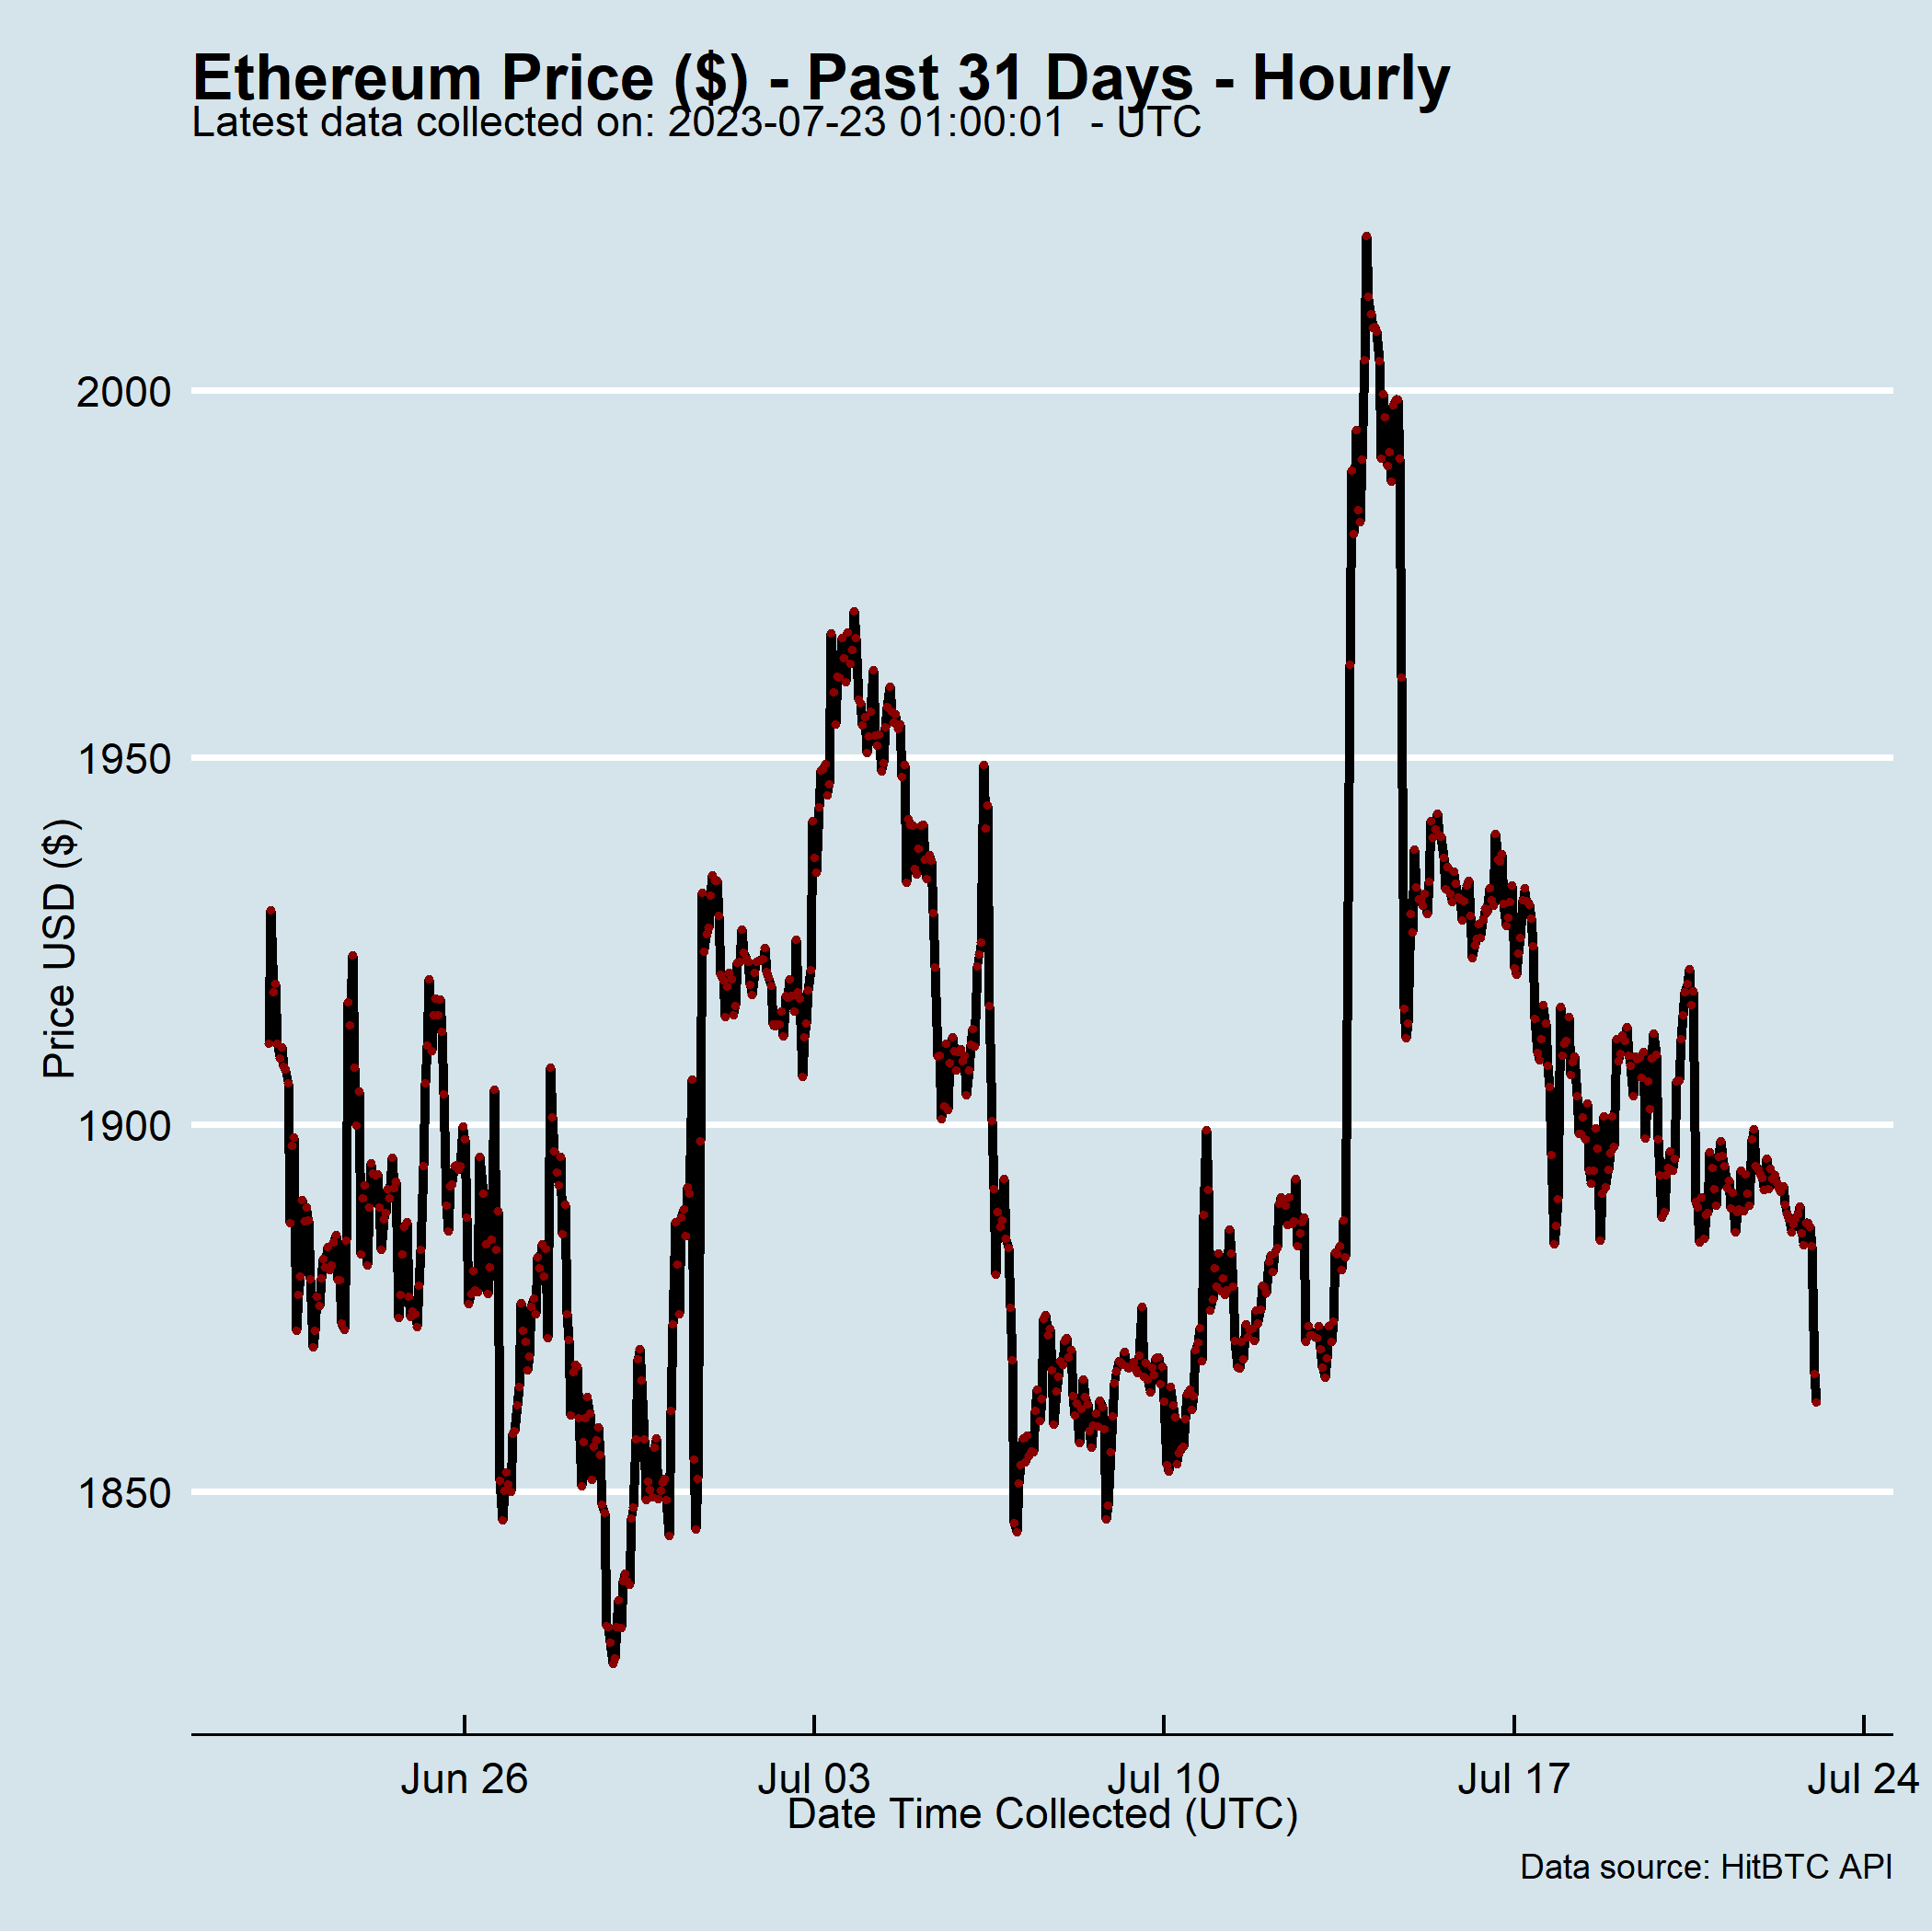 Ethereum Price ($) - Past 31 Days - Hourly
Latest data collected on: 2023-07-23 01:00:01  - UTC
2000
1950
1900
1850
Price USD ($)
Jun 26 Jul 03 Jul 10 Jul 17 Jul 24
Date Time Collected (UTC)
Data source: HitBTC API